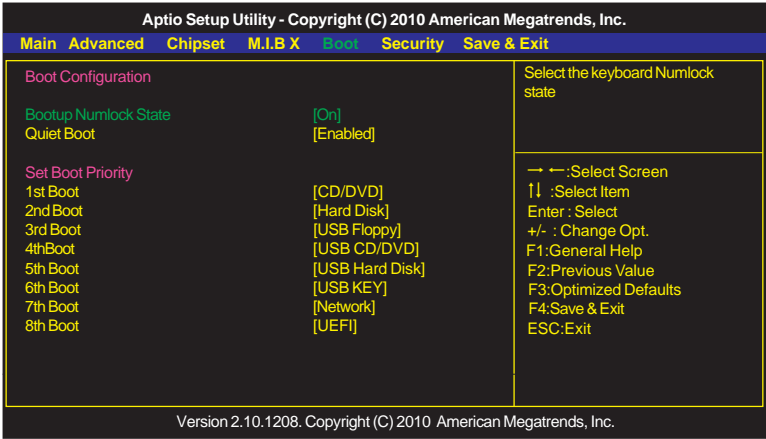 Aptio Setup Utility - Copyright (C) 2010 American Megatrends, Inc.
Main Advanced Chipset M.I.B X Boot Security Save & Exit
Boot Configuration
Bootup Numlock State [On]
Quiet Boot [Enabled]
Set Boot Priority
1st Boot [CD/DVD]
2nd Boot [Hard Disk]
3rd Boot [USB Floppy]
4thBoot [USB CD/DVD]
5th Boot [USB Hard Disk]
6th Boot [USB KEY]
7th Boot [Network]
8th Boot [UEFI]
Select the keyboard Numlock
state
→ ←:Select Screen
↑↓ :Select Item
Enter : Select
+/- : Change Opt.
F1:General Help
F2:Previous Value
F3:Optimized Defaults
F4:Save & Exit
ESC:Exit
Version 2.10.1208. Copyright (C) 2010 American Megatrends, Inc.